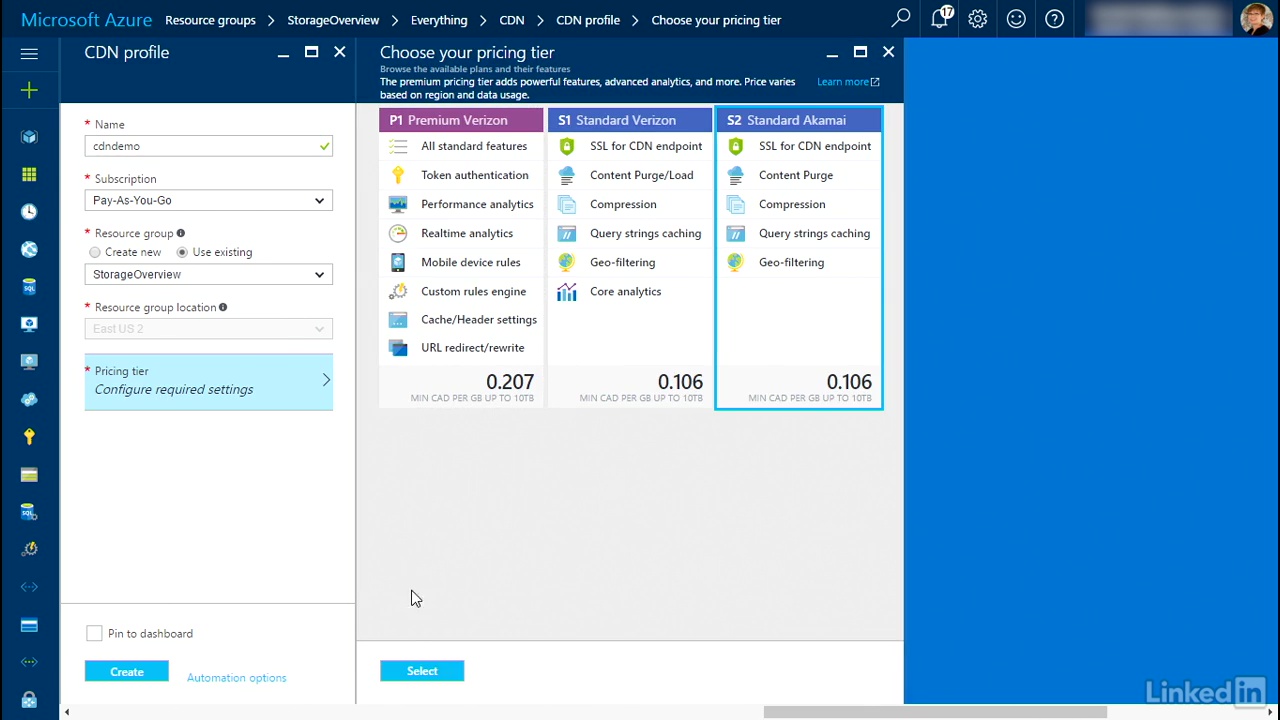 Microsoft Azure
Resource groups > StorageOverview > Everything > CDN > CDN profile > Choose your pricing tier
17
CDN profile
* Name
cdndemo
* Subscription
Pay-As-You-Go
* Resource group
Create new
Use existing
StorageOverview
* Resource group location
East US 2
* Pricing tier
Configure required settings
Pin to dashboard
Create
Automation options
Choose your pricing tier
Browse the available plans and their features
The premium pricing tier adds powerful features, advanced analytics, and more. Price varies
based on region and data usage.
Learn more
P1 Premium Verizon
All standard features
Token authentication
Performance analytics
Realtime analytics
Mobile device rules
Custom rules engine
Cache/Header settings
URL redirect/rewrite
0.207
MIN CAD PER GB UP TO 10TB
S1 Standard Verizon
SSL for CDN endpoint
Content Purge/Load
Compression
Query strings caching
Geo-filtering
Core analytics
0.106
MIN CAD PER GB UP TO 10TB
S2 Standard Akamai
SSL for CDN endpoint
Content Purge
Compression
Query strings caching
Geo-filtering
0.106
MIN CAD PER GB UP TO 10TB
Select
SQL
SQL
LinkedIn